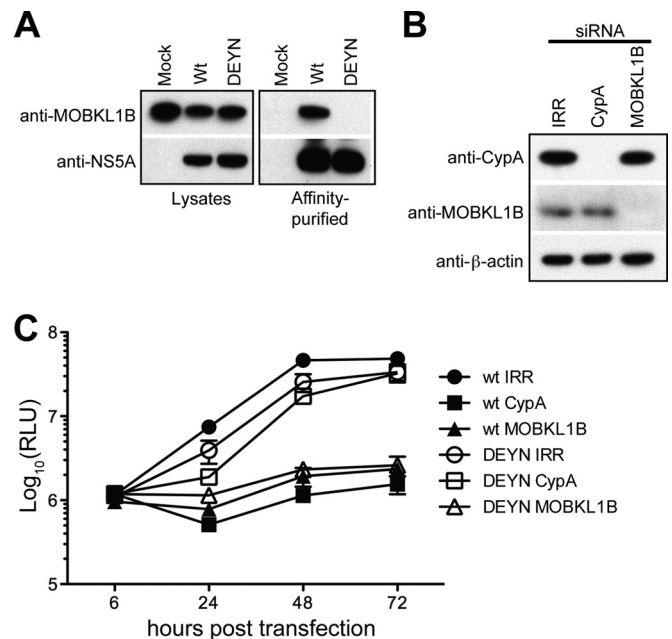 A
Mock
Wt
DEYN
Mock
Wt
DEYN
anti-MOBKL1B
anti-NS5A
Lysates
Affinity-
purified
B
siRNA
IRR
CypA
MOBKL1B
anti-CypA
anti-MOBKL1B
anti-β-actin
C
Log10(RLU)
8
7
6
5
6
24
48
72
hours post transfection
wt IRR
wt CypA
wt MOBKL1B
DEYN IRR
DEYN CypA
DEYN MOBKL1B